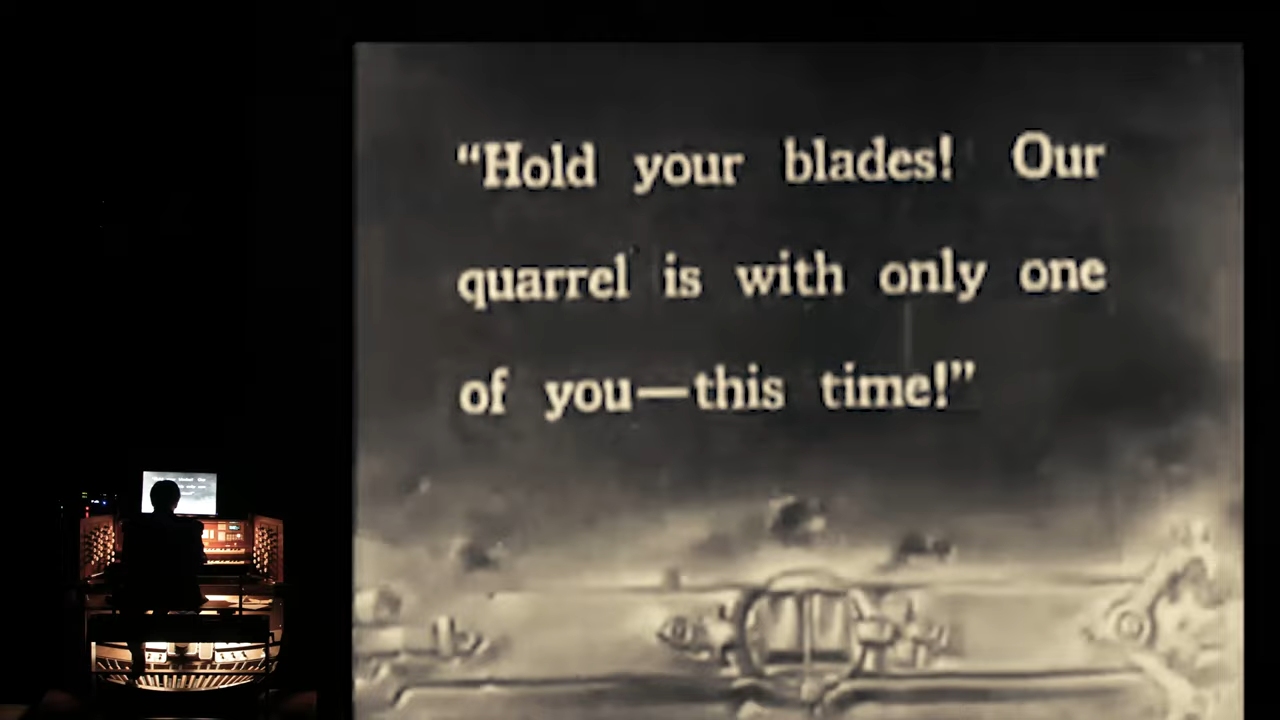 “Hold your blades! Our
quarrel is with only one
of you—this time!”